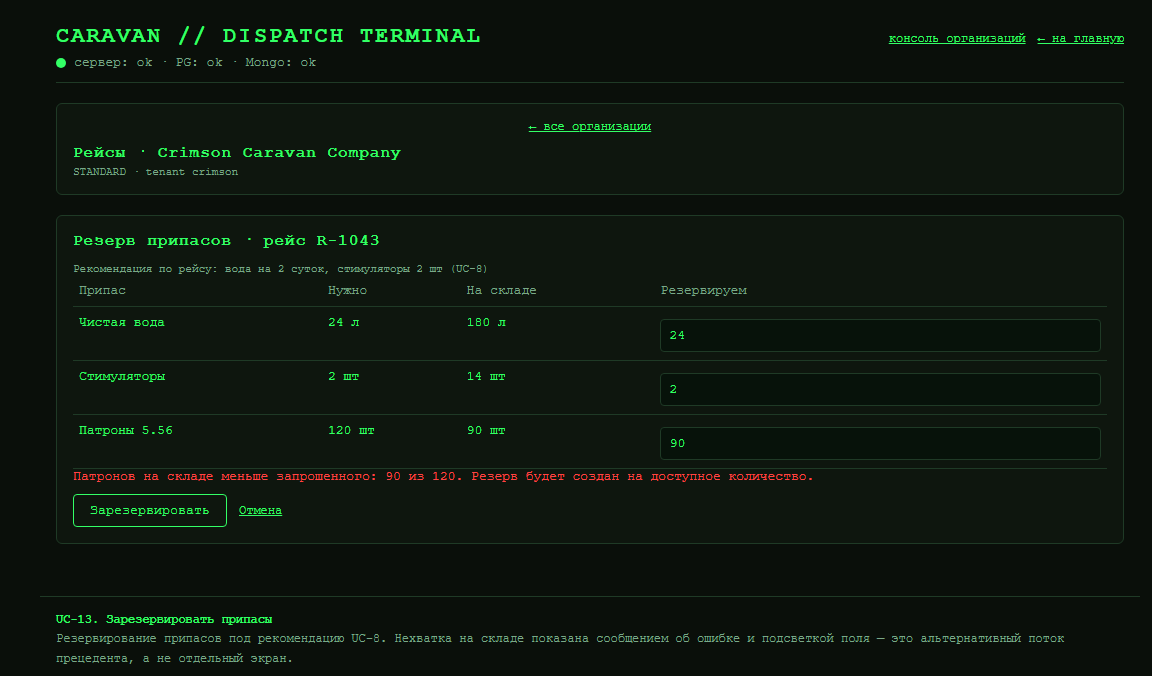 CARAVAN // DISPATCH TERMINAL
консоль организаций ← на главную
сервер: ok · PG: ok · Mongo: ok
← все организации
Рейсы · Crimson Caravan Company
STANDARD · tenant crimson
Резерв припасов · рейс R-1043
Рекомендация по рейсу: вода на 2 суток, стимуляторы 2 шт (UC-8)
Припас Нужно На складе Резервируем
Чистая вода 24 л 180 л 24
Стимуляторы 2 шт 14 шт 2
Патроны 5.56 120 шт 90 шт 90
Патронов на складе меньше запрошенного: 90 из 120. Резерв будет создан на доступное количество.
Зарезервировать Отмена
UC-13. Зарезервировать припасы
Резервирование припасов под рекомендацию UC-8. Нехватка на складе показана сообщением об ошибке и подсветкой поля — это альтернативный поток
прецедента, а не отдельный экран.